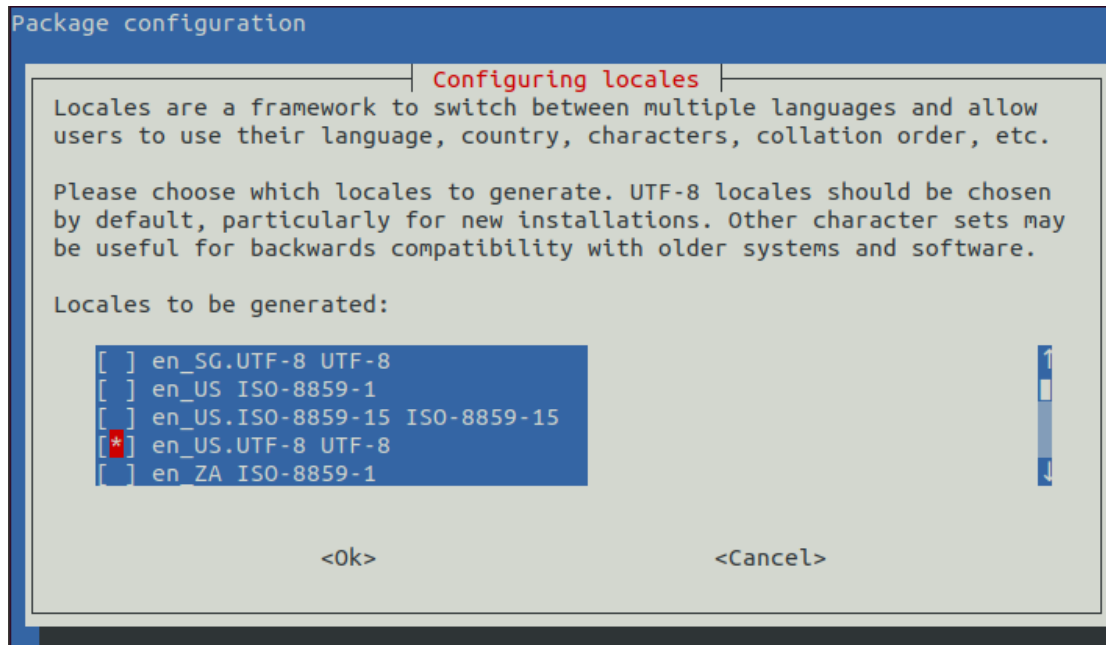 Package configuration
Configuring locales
Locales are a framework to switch between multiple languages and allow
users to use their language, country, characters, collation order, etc.
Please choose which locales to generate. UTF-8 locales should be chosen
by default, particularly for new installations. Other character sets may
be useful for backwards compatibility with older systems and software.
Locales to be generated:
[ ] en_SG.UTF-8 UTF-8
[ ] en_US ISO-8859-1
[ ] en_US.ISO-8859-15 ISO-8859-15
[*] en_US.UTF-8 UTF-8
[ ] en_ZA ISO-8859-1
<Ok> <Cancel>